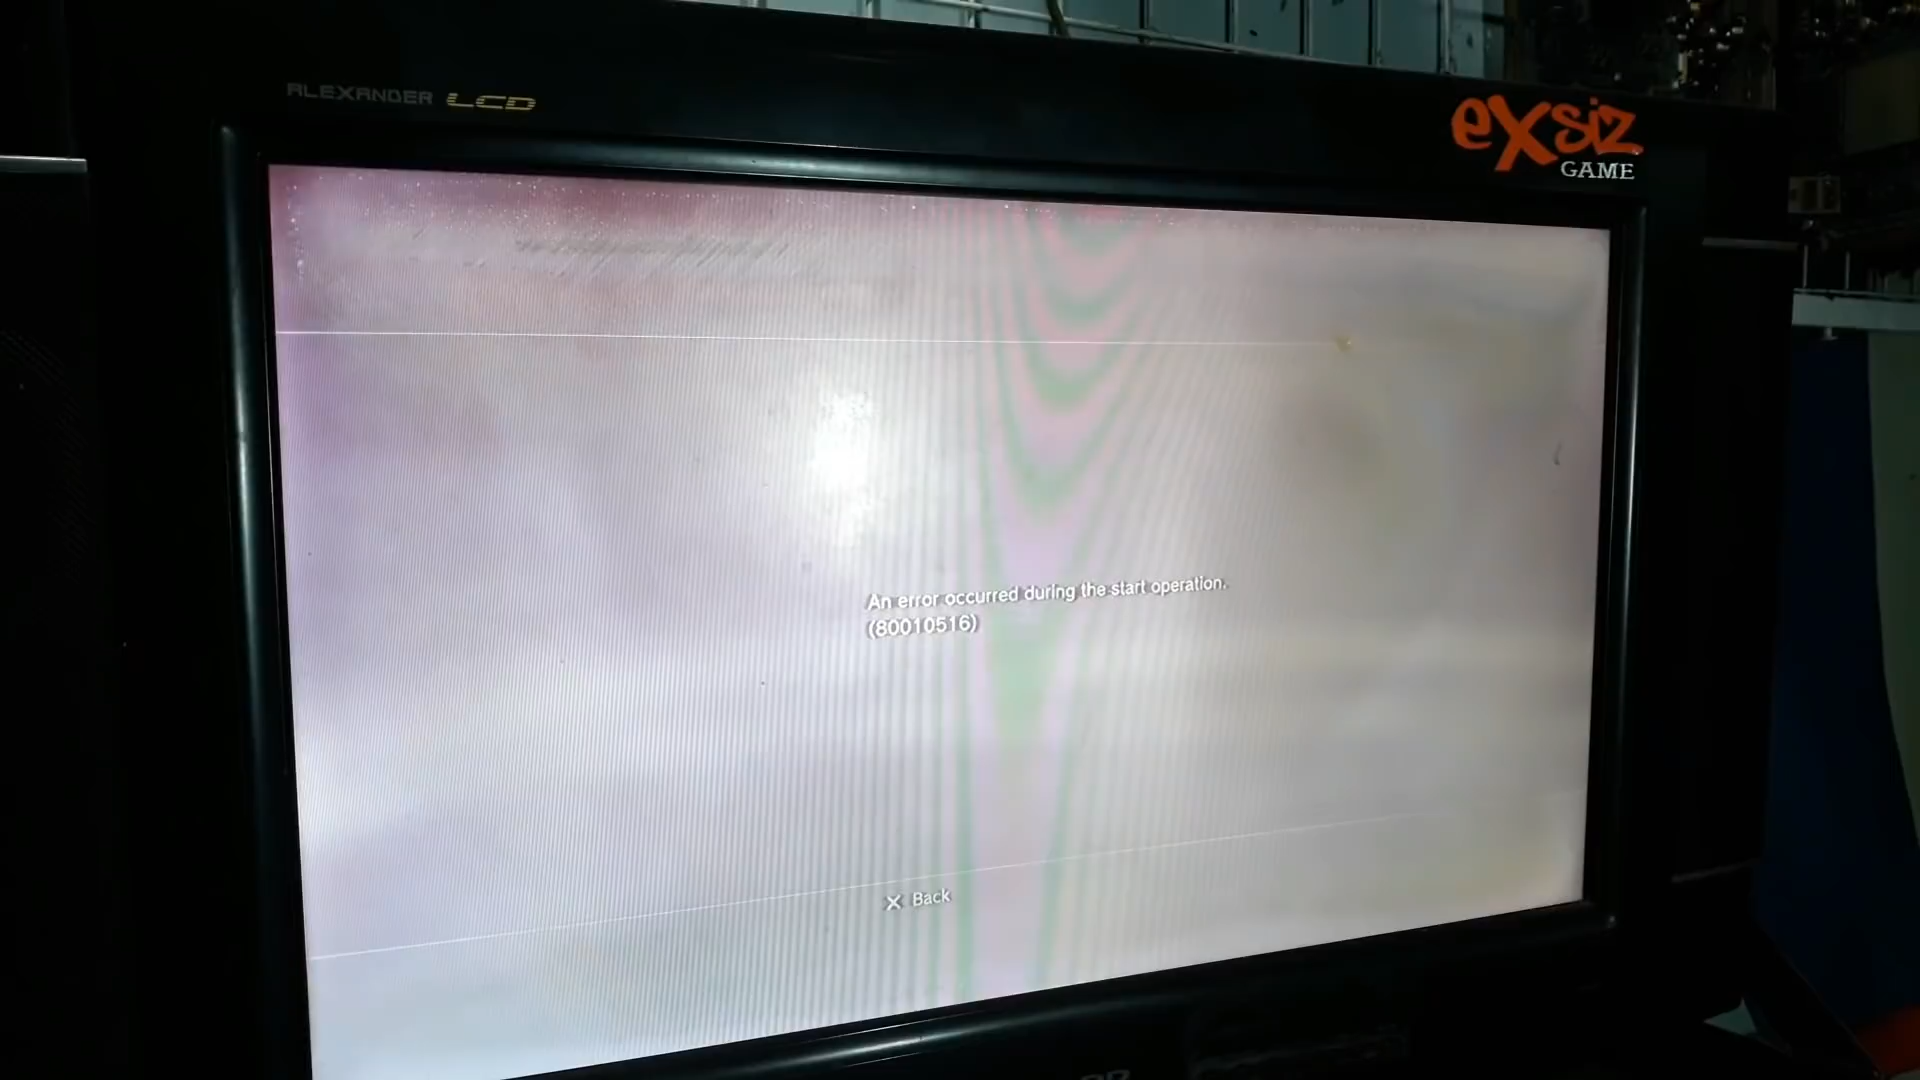 ALEXANDER LCD
exsiz
GAME
An error occurred during the start operation.
(80010516)
X Back